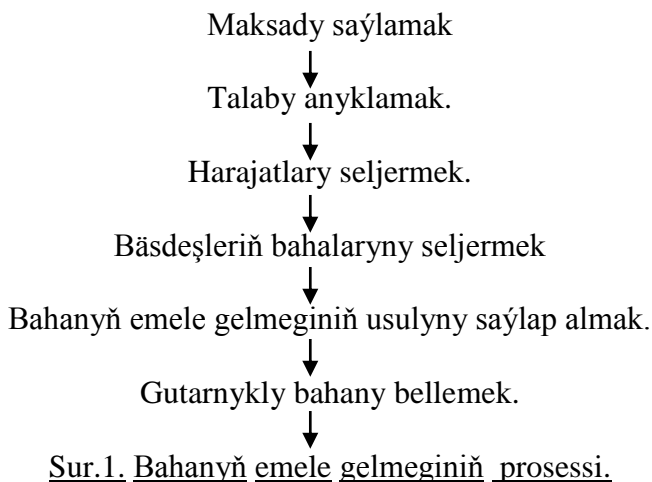 Maksady saýlamak
Talaby anyklamak.
Harajatlary seljermek.
Bäsdeşleriň bahalaryny seljermek
Bahanyň emele gelmeginiň usulyny saýlap almak.
Gutarnykly bahany bellemek.
Sur.1. Bahanyň emele gelmeginiň prosessi.